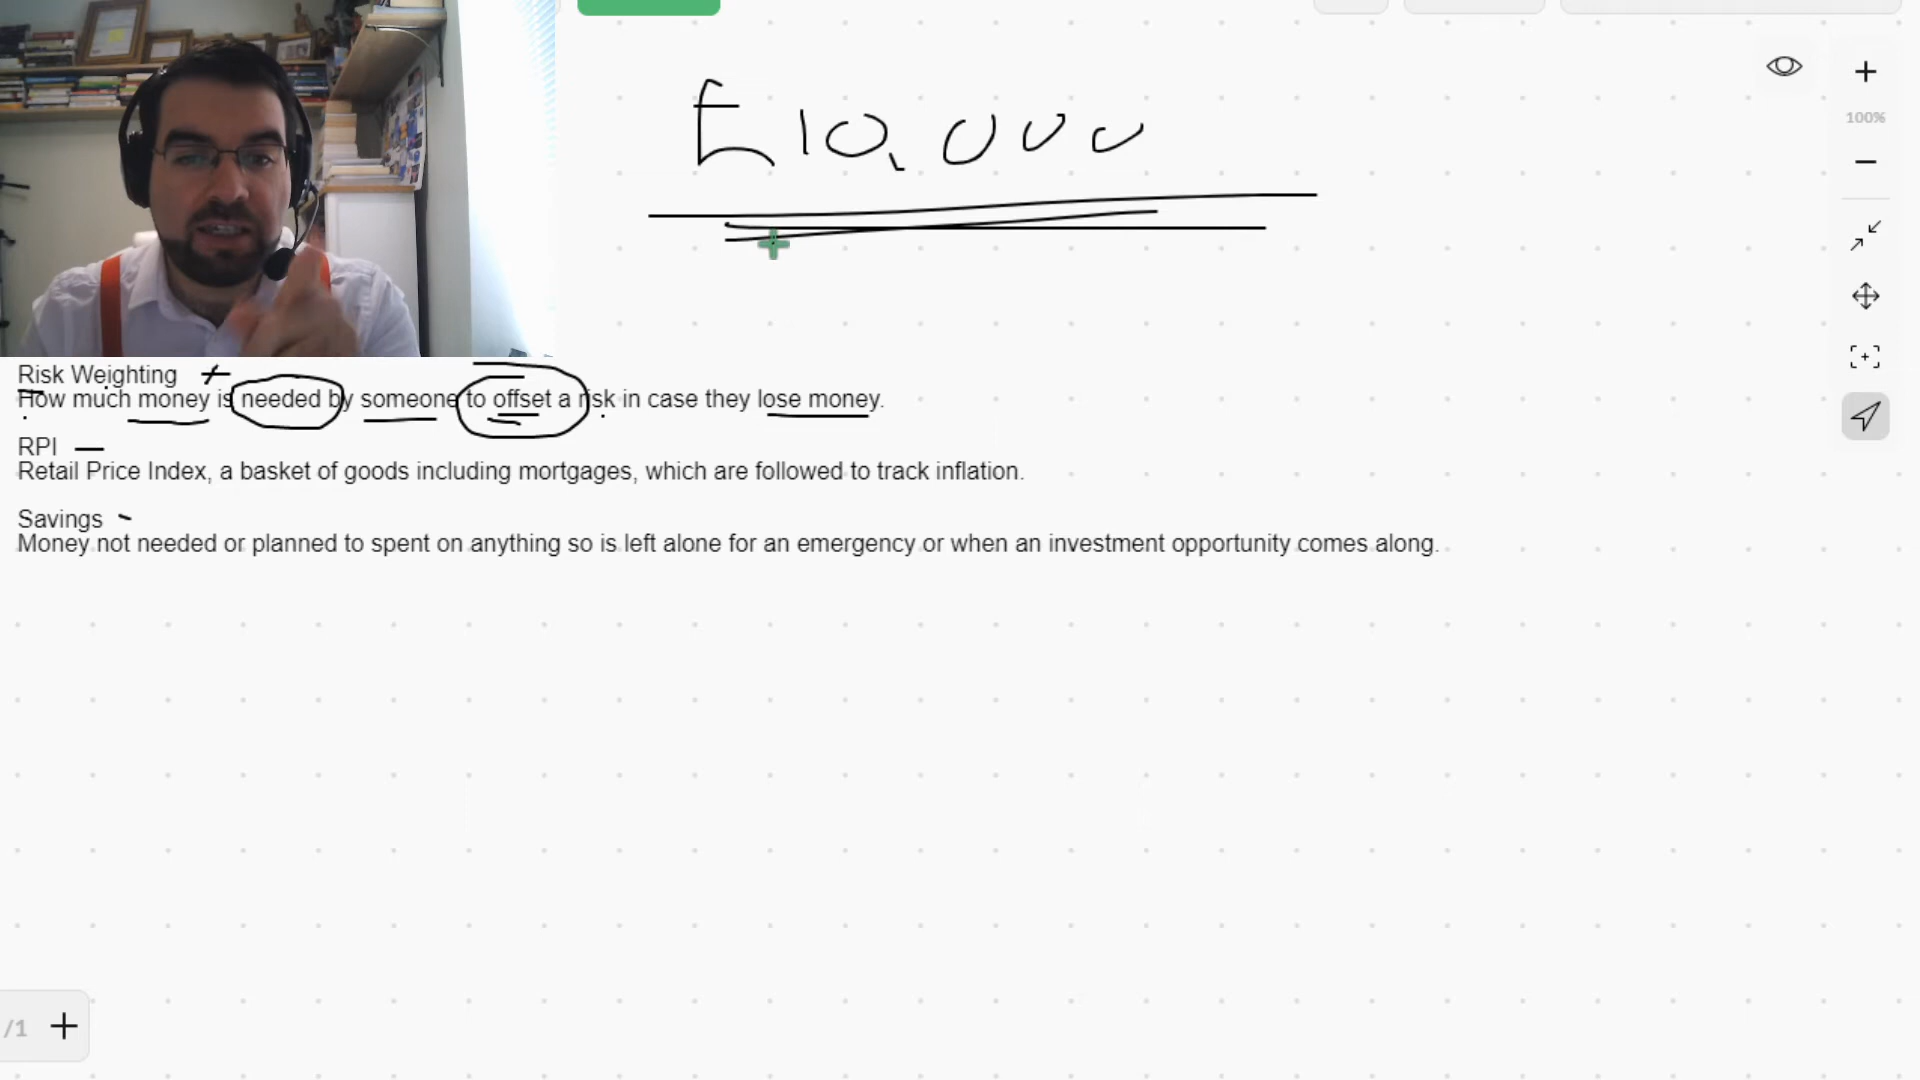 £10,000
100%
Risk Weighting
How much money is needed by someone to offset a risk in case they lose money.
RPI
Retail Price Index, a basket of goods including mortgages, which are followed to track inflation.
Savings
Money not needed or planned to spent on anything so is left alone for an emergency or when an investment opportunity comes along.
/1